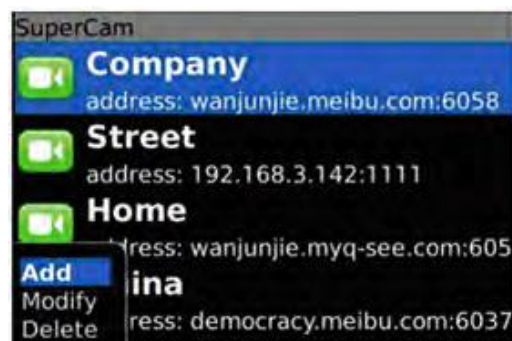 SuperCam
Company
address: wanjunjie.meibu.com:6058
Street
address: 192.168.3.142:1111
Home
ress: wanjunjie.myq-see.com:605
Add
ina
Modify
Delete
ress: democracy.meibu.com:6037